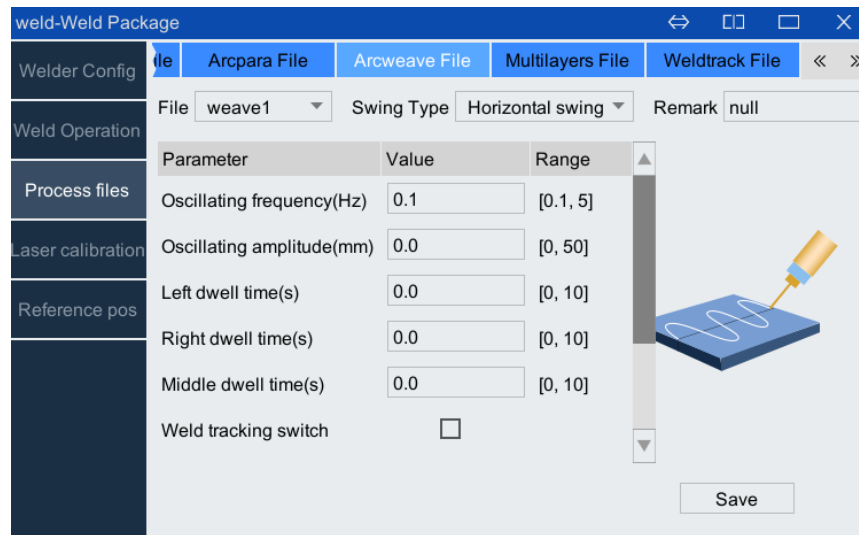 weld-Weld Package
Welder Config
Weld Operation
Process files
Laser calibration
Reference pos
le Arcpara File Arcweave File Multilayers File Weldtrack File « »
File weave1 Swing Type Horizontal swing Remark null
Parameter Value Range
Oscillating frequency(Hz) 0.1 [0.1, 5]
Oscillating amplitude(mm) 0.0 [0, 50]
Left dwell time(s) 0.0 [0, 10]
Right dwell time(s) 0.0 [0, 10]
Middle dwell time(s) 0.0 [0, 10]
Weld tracking switch
Save